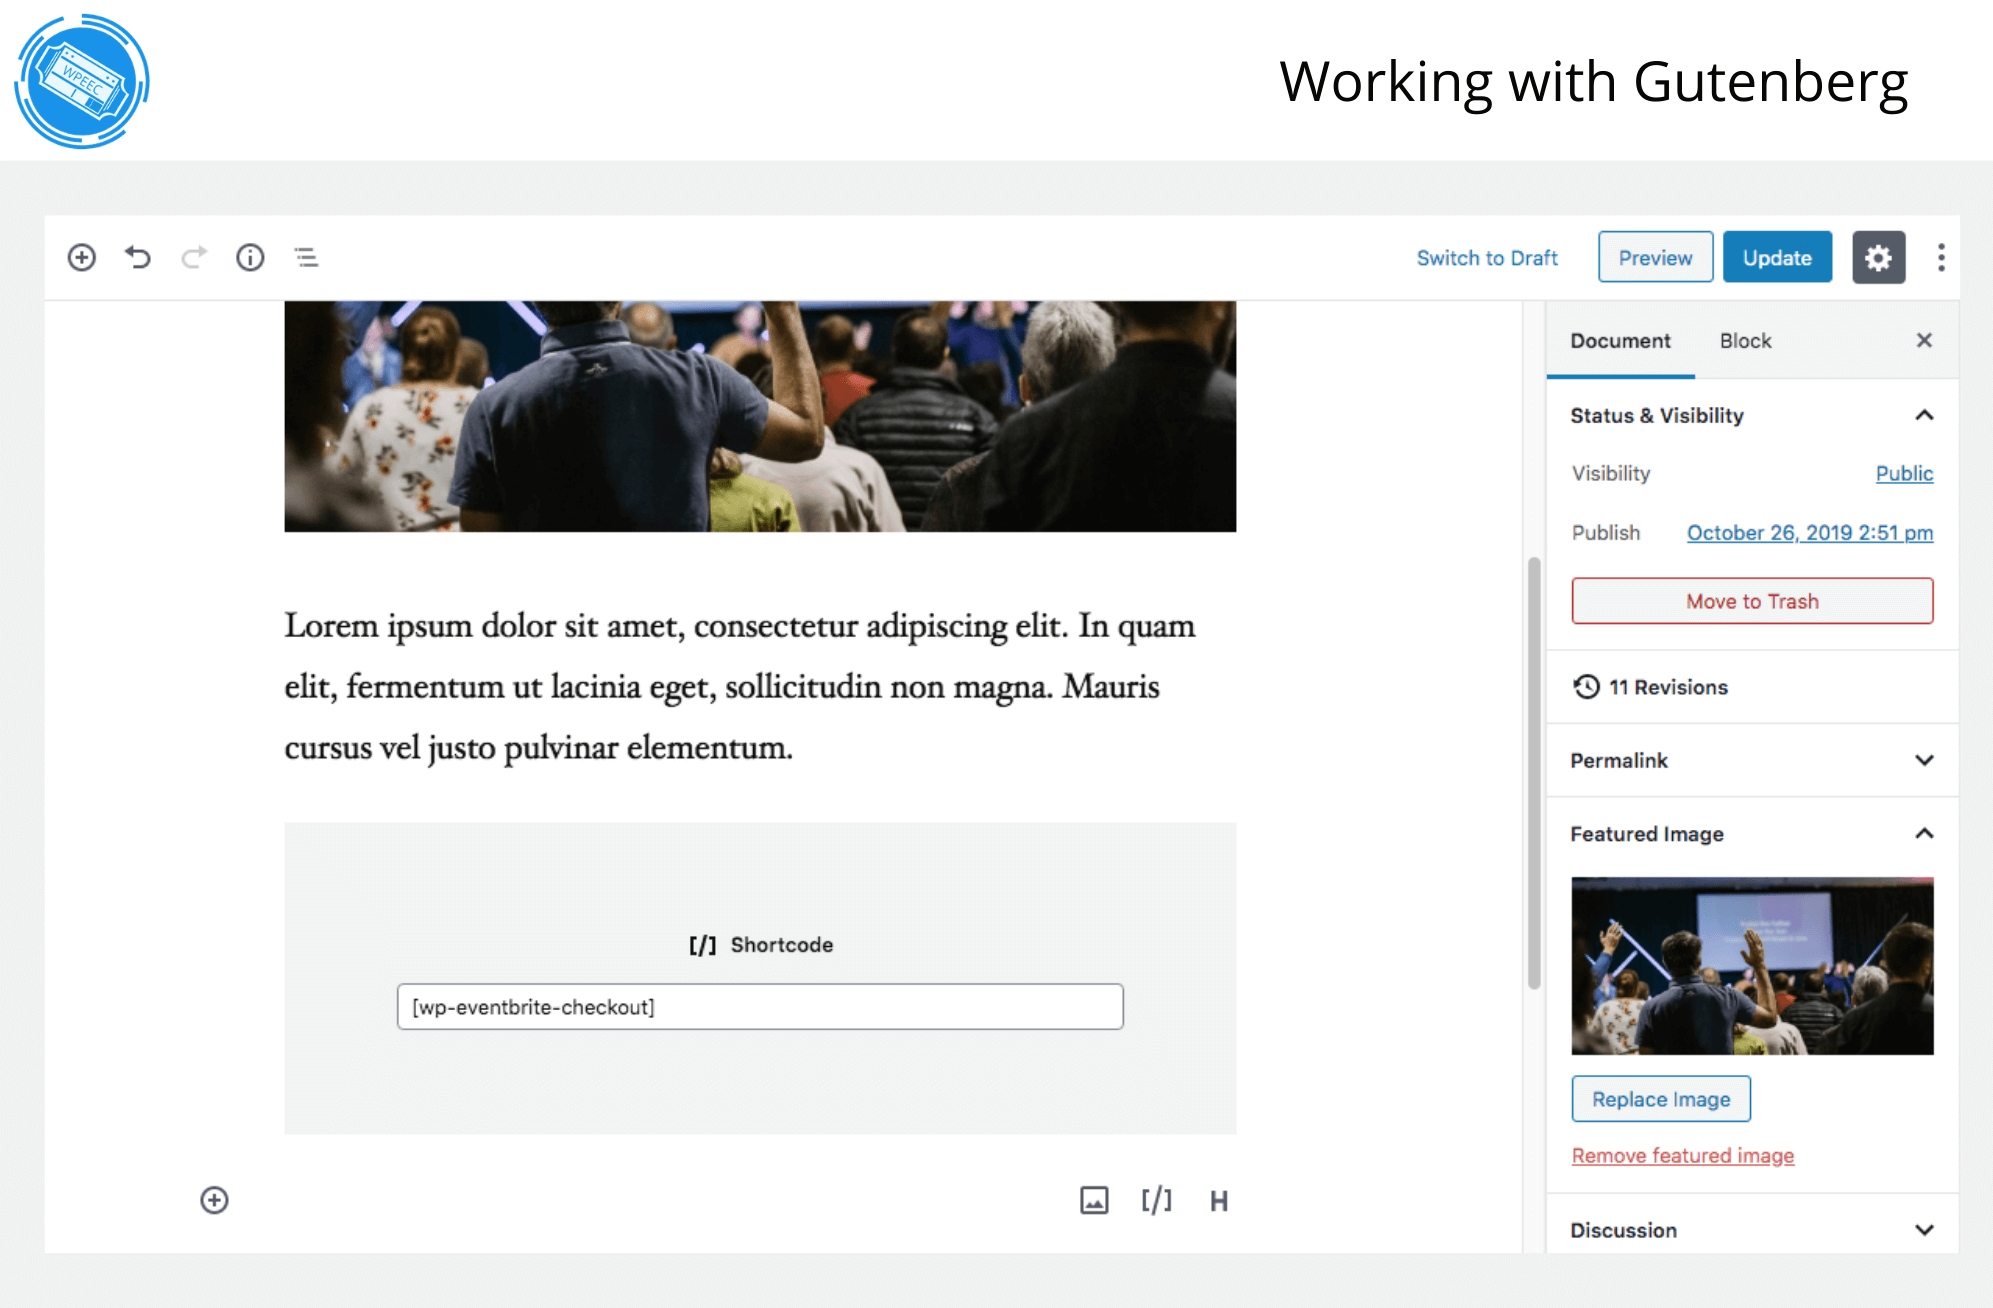 WPEEC
Working with Gutenberg
Switch to Draft
Preview
Update
Document
Block
Status & Visibility
Visibility
Public
Publish
October 26, 2019 2:51 pm
Move to Trash
11 Revisions
Permalink
Featured Image
Replace Image
Remove featured image
Discussion
Lorem ipsum dolor sit amet, consectetur adipiscing elit. In quam
elit, fermentum ut lacinia eget, sollicitudin non magna. Mauris
cursus vel justo pulvinar elementum.
[/] Shortcode
[wp-eventbrite-checkout]
[/]
H